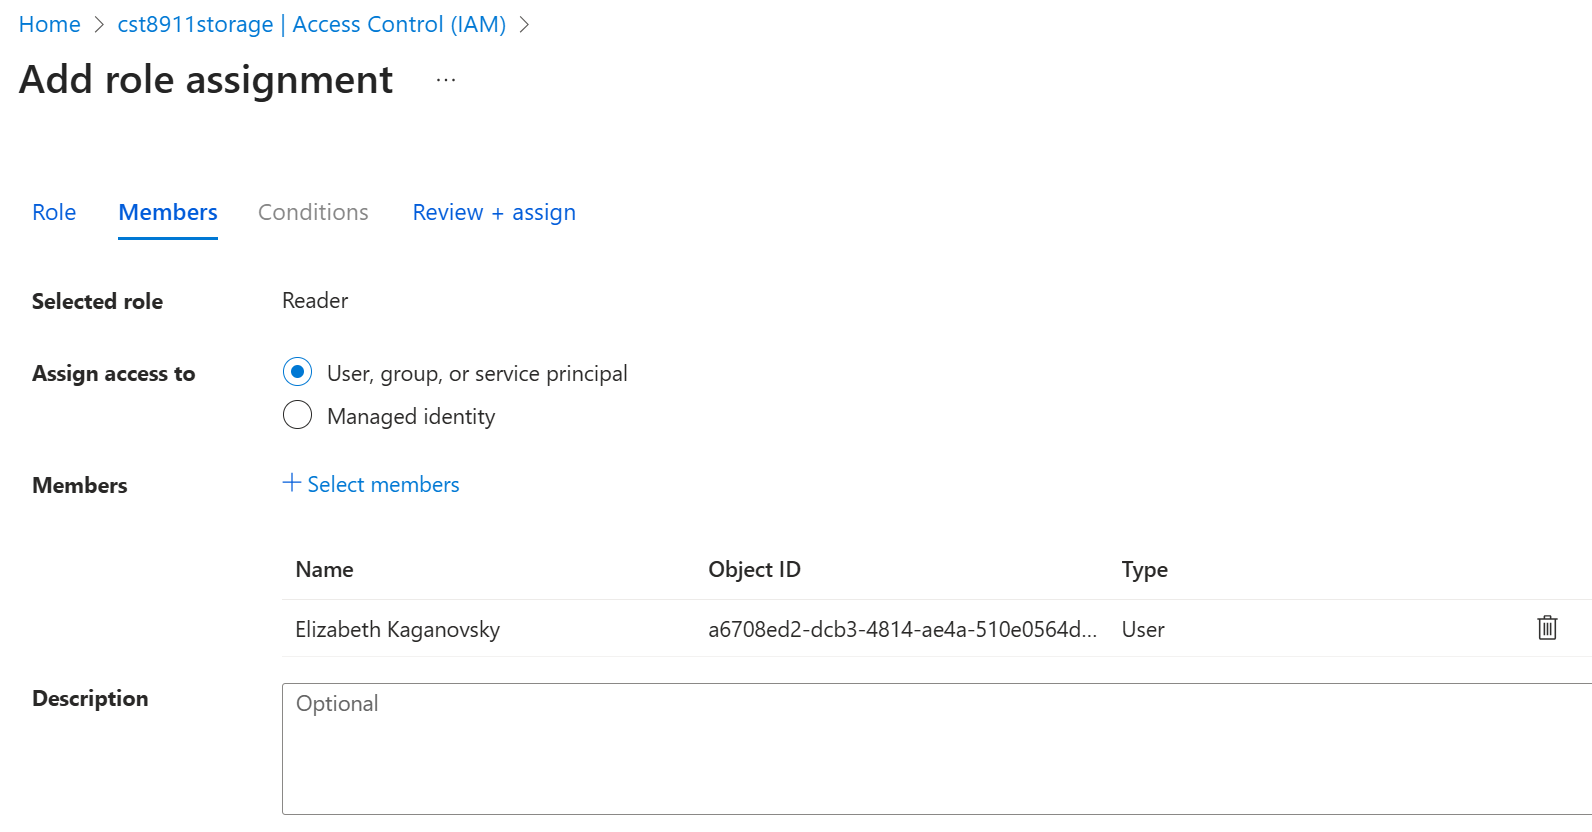 Home > cst8911storage | Access Control (IAM) >
Add role assignment ...
Role Members Conditions Review + assign
Selected role Reader
Assign access to User, group, or service principal
Managed identity
Members + Select members
Name Object ID Type
Elizabeth Kaganovsky a6708ed2-dcb3-4814-ae4a-510e0564d... User
Description Optional